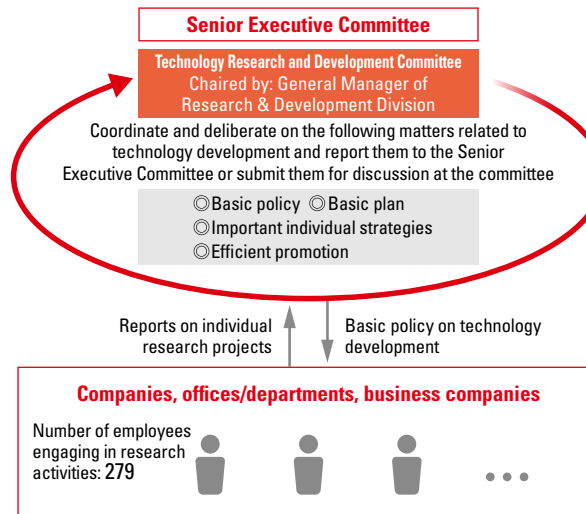 Senior Executive Committee
Technology Research and Development Committee
Chaired by: General Manager of
Research & Development Division
Coordinate and deliberate on the following matters related to
technology development and report them to the Senior
Executive Committee or submit them for discussion at the committee
◎Basic policy ◎Basic plan
◎Important individual strategies
◎Efficient promotion
Reports on individual
research projects
Basic policy on technology
development
Companies, offices/departments, business companies
Number of employees
engaging in research
activities: 279